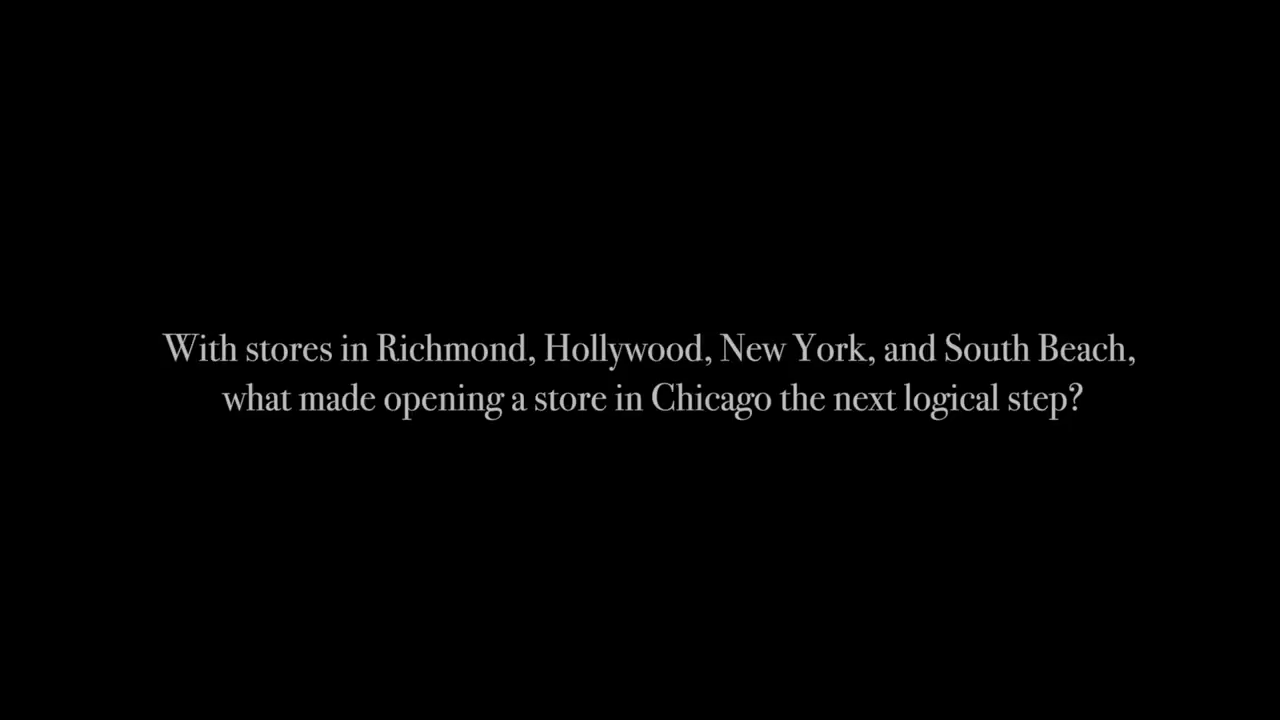 With stores in Richmond, Hollywood, New York, and South Beach,
what made opening a store in Chicago the next logical step?